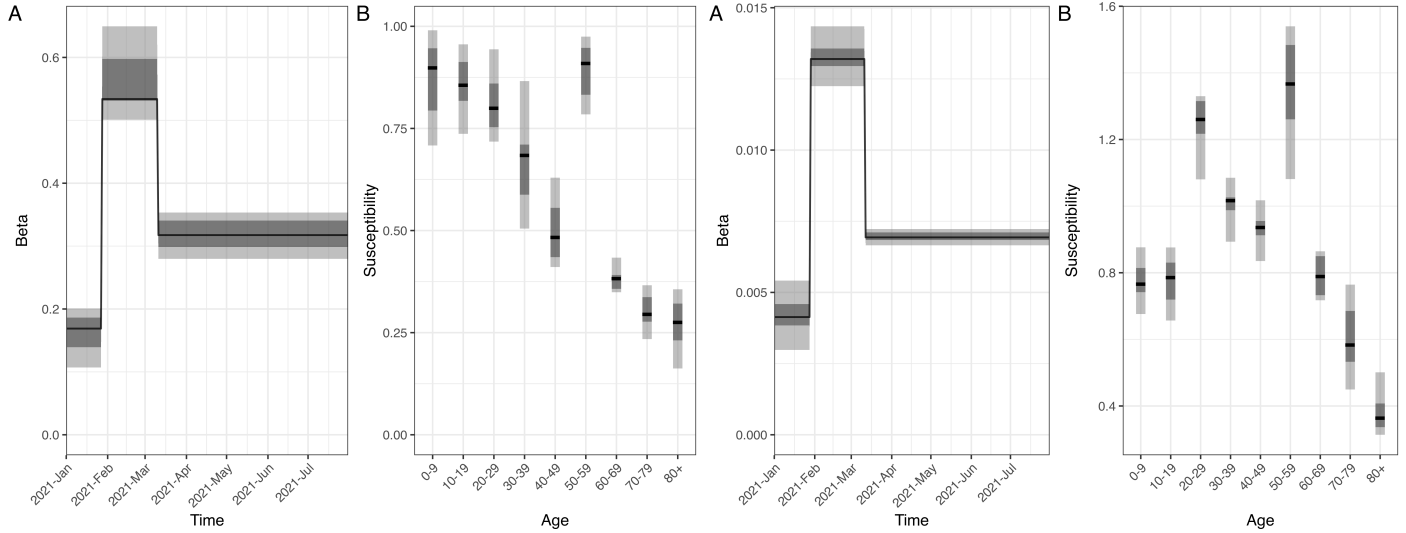 A
Beta
0.6
0.4
0.2
0.0
2021-Jan
2021-Feb
2021-Mar
2021-Apr
2021-May
2021-Jun
2021-Jul
Time
B
Susceptibility
1.00
0.75
0.50
0.25
0.00
0-9
10-19
20-29
30-39
40-49
50-59
60-69
70-79
80+
Age
A
Beta
0.015
0.010
0.005
0.000
2021-Jan
2021-Feb
2021-Mar
2021-Apr
2021-May
2021-Jun
2021-Jul
Time
B
Susceptibility
1.6
1.2
0.8
0.4
0-9
10-19
20-29
30-39
40-49
50-59
60-69
70-79
80+
Age